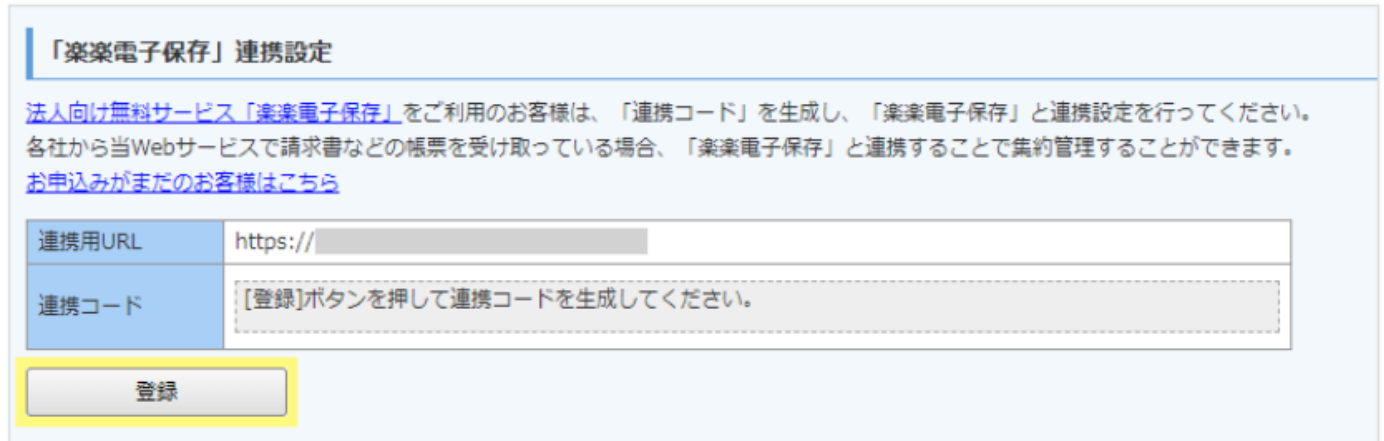 「楽楽電子保存」連携設定
法人向け無料サービス「楽楽電子保存」をご利用のお客様は、「連携コード」を生成し、「楽楽電子保存」と連携設定を行ってください。
各社から当Webサービスで請求書などの帳票を受け取っている場合、「楽楽電子保存」と連携することで集約管理することができます。
お申込みがまだのお客様はこちら
連携用URL https://
連携コード [登録]ボタンを押して連携コードを生成してください。
登録